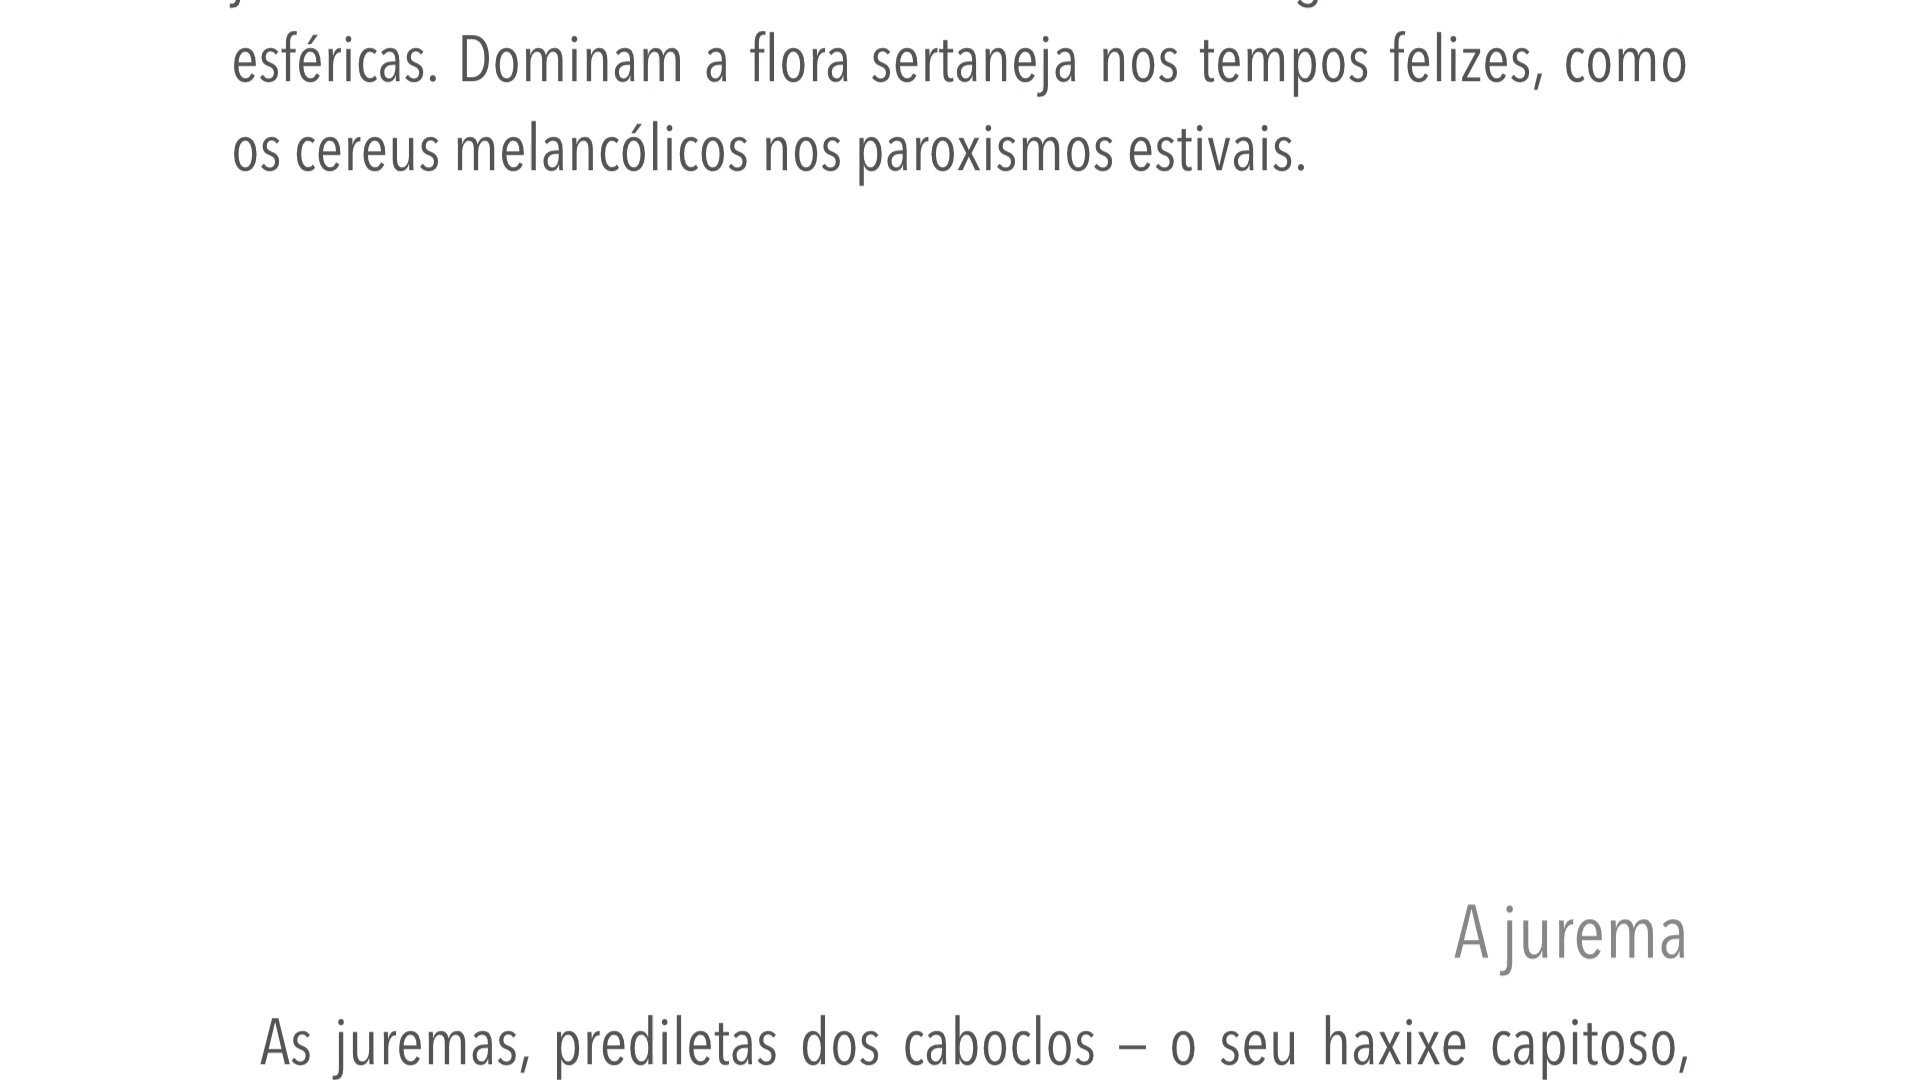 esféricas. Dominam a flora sertaneja nos tempos felizes, como
os cereus melancólicos nos paroxismos estivais.
A jurema
As juremas, prediletas dos caboclos – o seu haxixe capitoso,